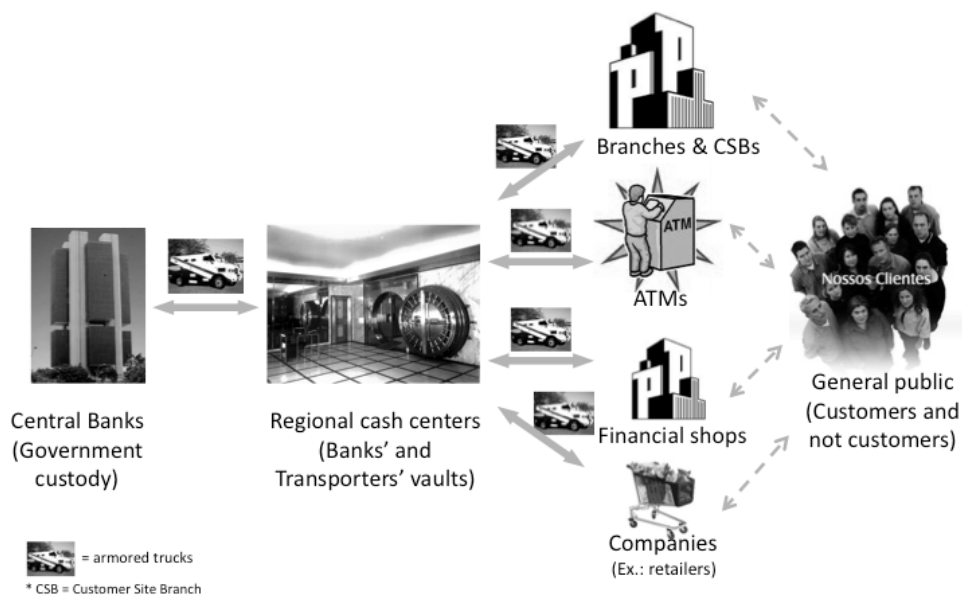 Branches & CSBs
ATM
ATMs
Nossos Clientes
Central Banks
(Government
custody)
Regional cash centers
(Banks’ and
Transporters’ vaults)
Financial shops
General public
(Customers and
not customers)
Companies
(Ex.: retailers)
= armored trucks
* CSB = Customer Site Branch